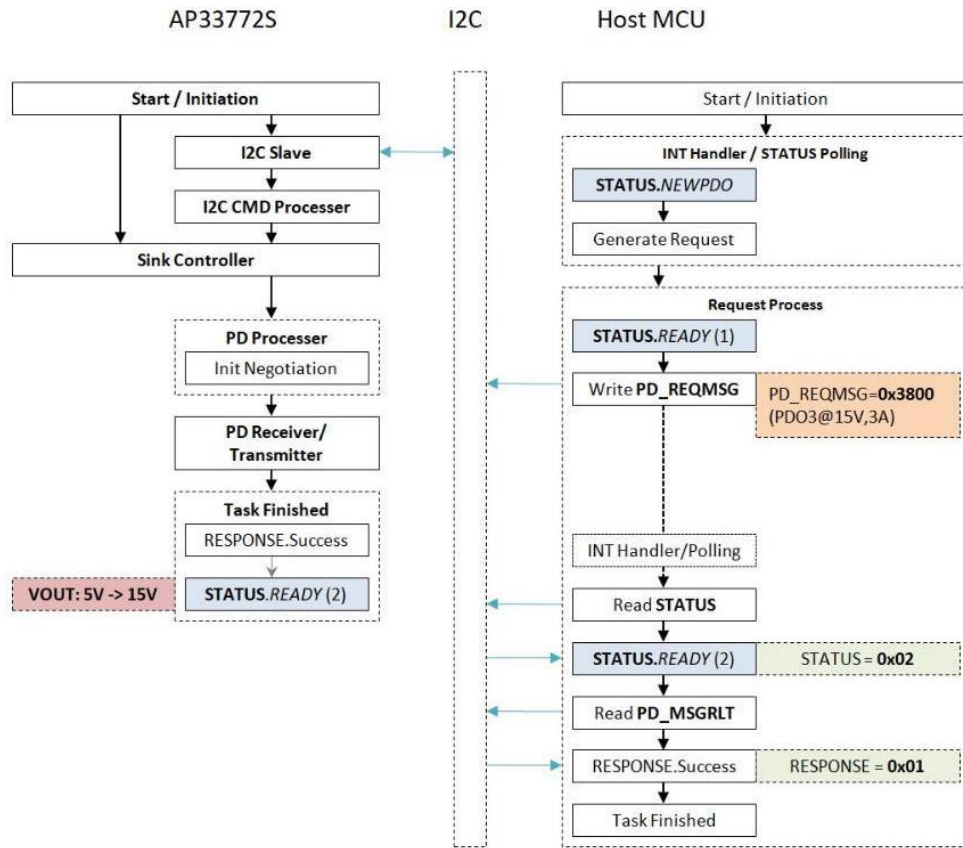 AP33772S
I2C
Host MCU
Start / Initiation
I2C Slave
I2C CMD Processer
Sink Controller
PD Processer
Init Negotiation
PD Receiver/
Transmitter
Task Finished
RESPONSE.Success
VOUT: 5V -> 15V
STATUS.READY (2)
Start / Initiation
INT Handler / STATUS Polling
STATUS.NEWPDO
Generate Request
Request Process
STATUS.READY (1)
Write PD_REQMSG
PD_REQMSG=0x3800
(PDO3@15V,3A)
INT Handler/Polling
Read STATUS
STATUS.READY (2)
STATUS = 0x02
Read PD_MSGRLT
RESPONSE.Success
RESPONSE = 0x01
Task Finished